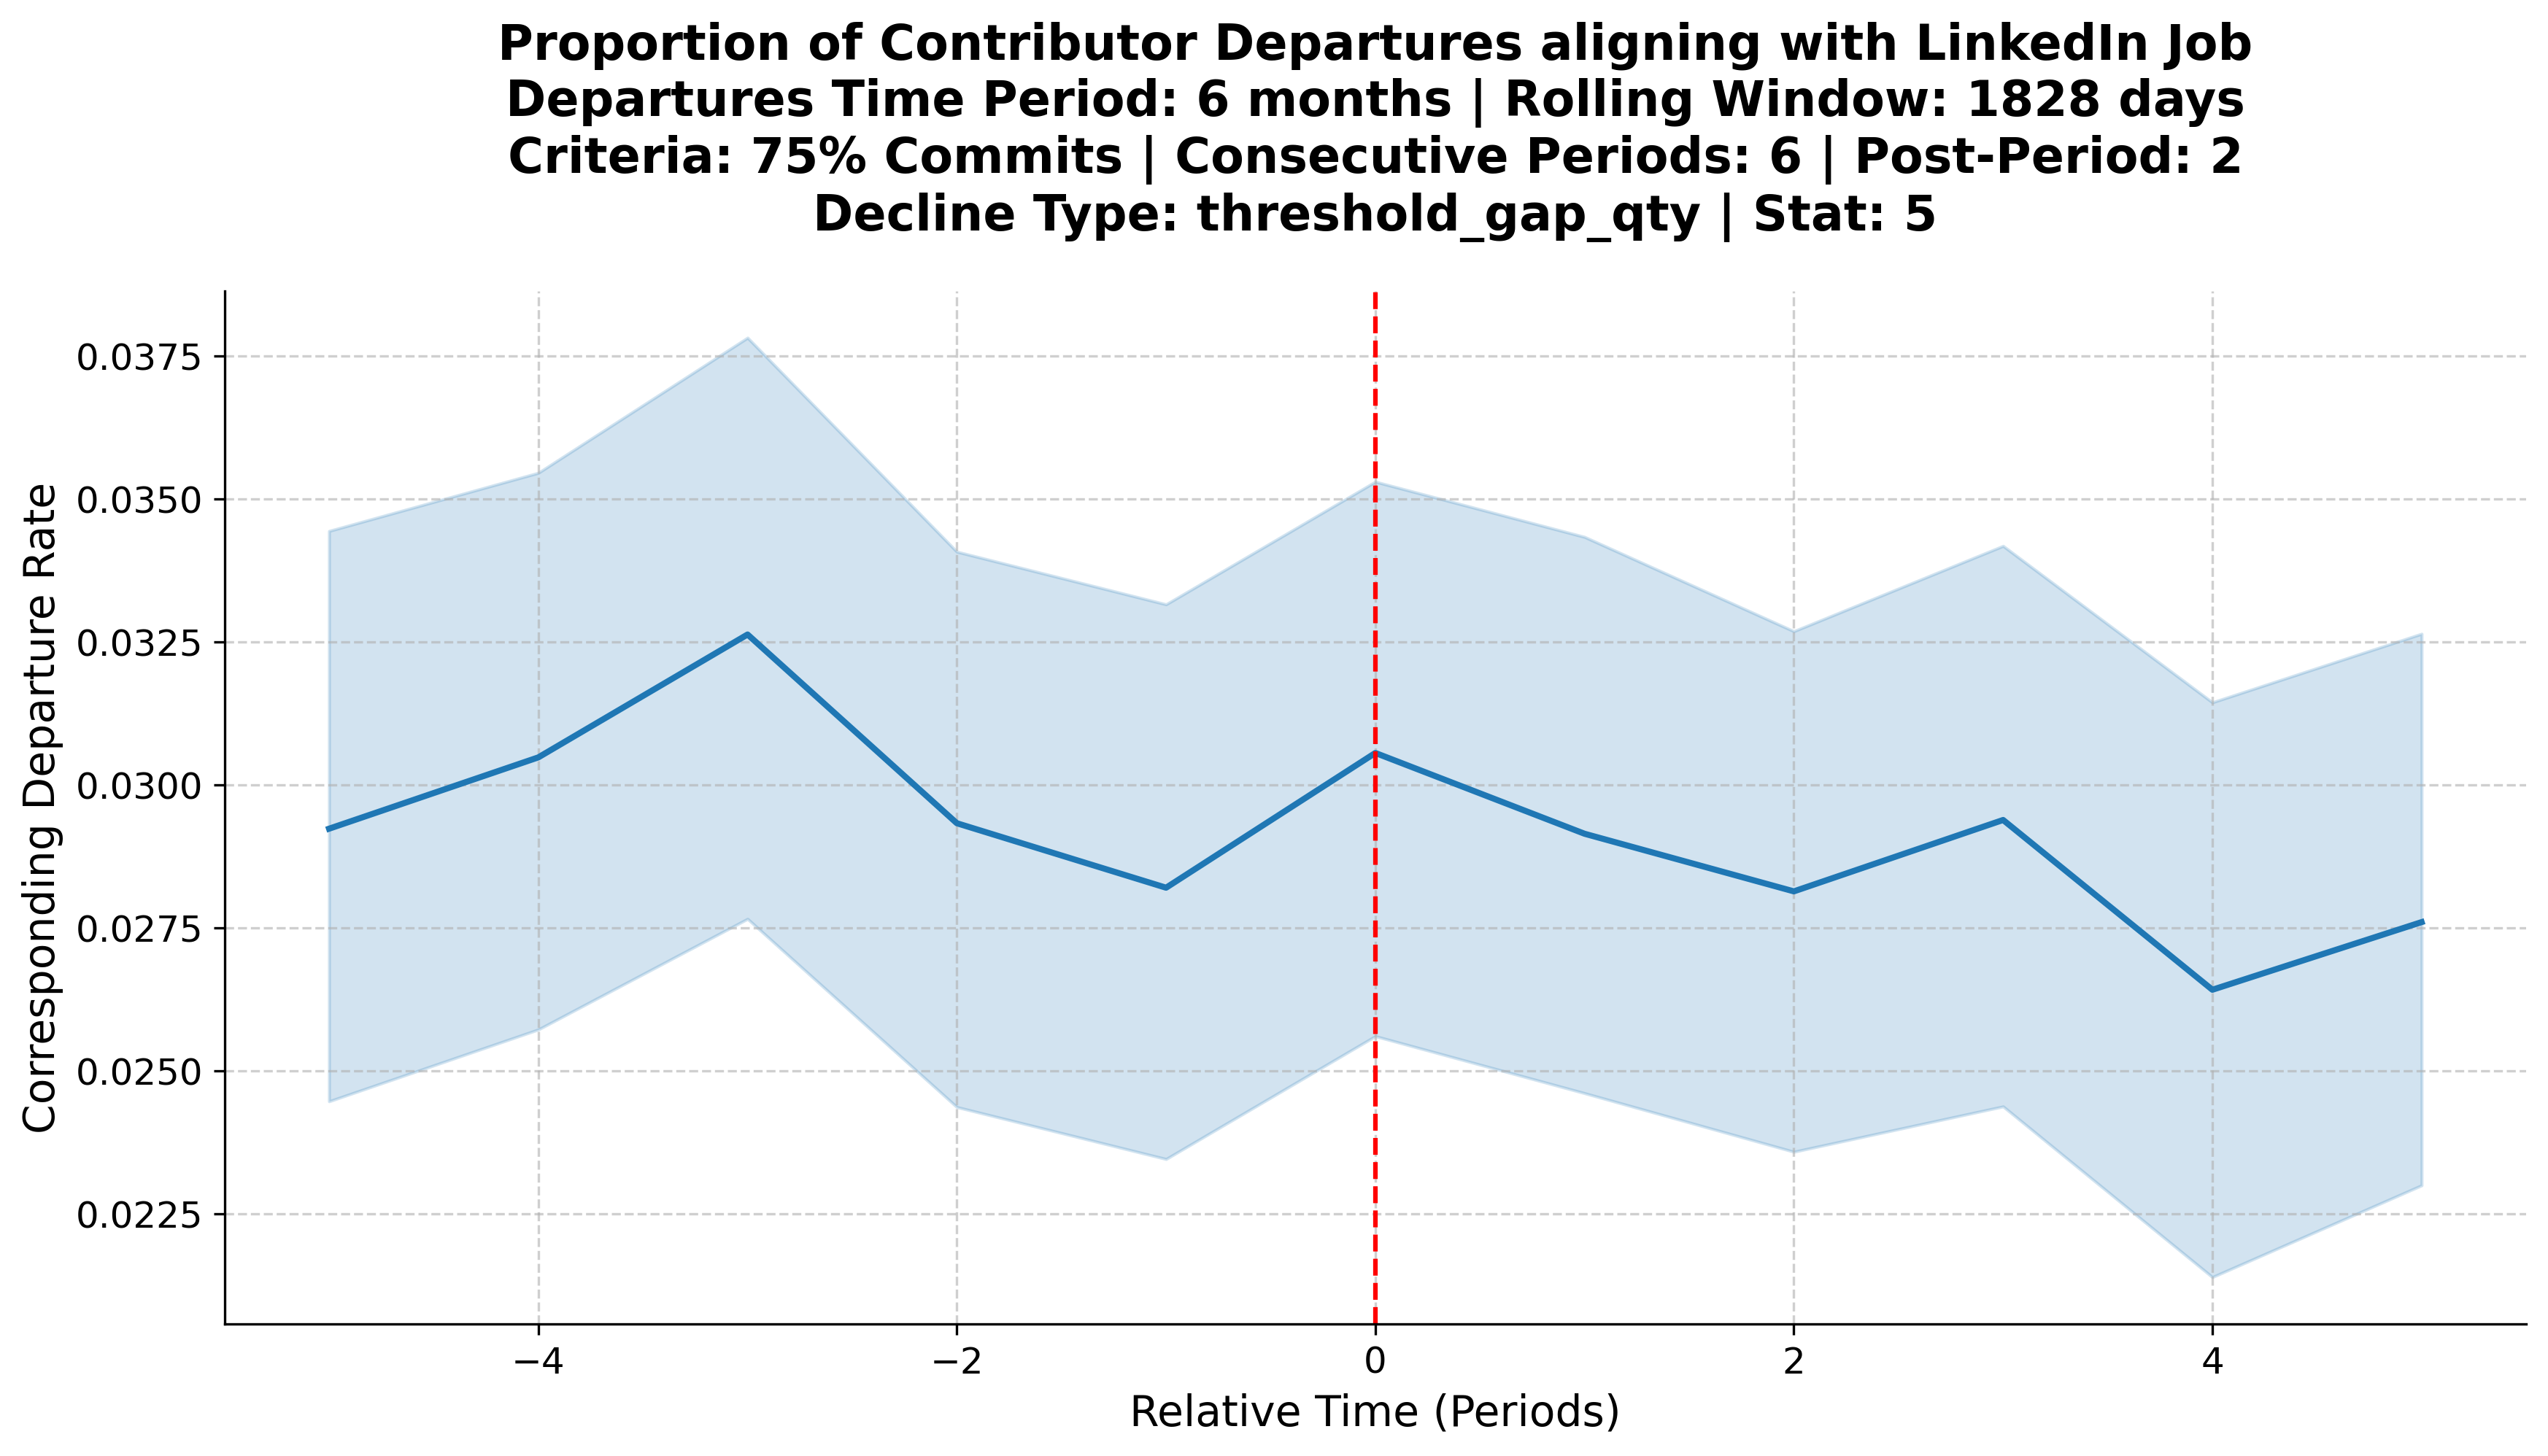 Proportion of Contributor Departures aligning with LinkedIn Job
Departures Time Period: 6 months | Rolling Window: 1828 days
Criteria: 75% Commits | Consecutive Periods: 6 | Post-Period: 2
Decline Type: threshold_gap_qty | Stat: 5
Corresponding Departure Rate
0.0375
0.0350
0.0325
0.0300
0.0275
0.0250
0.0225
−4
−2
0
2
4
Relative Time (Periods)